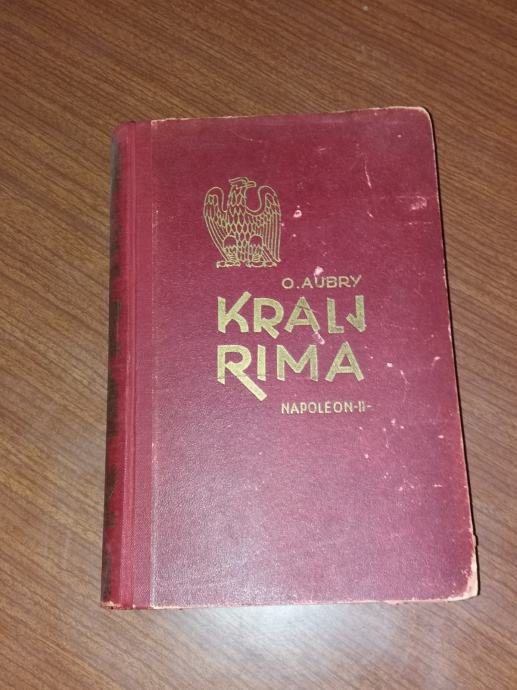 O. AUBRY
KRALJ
RIMA
NAPOLEON-II-